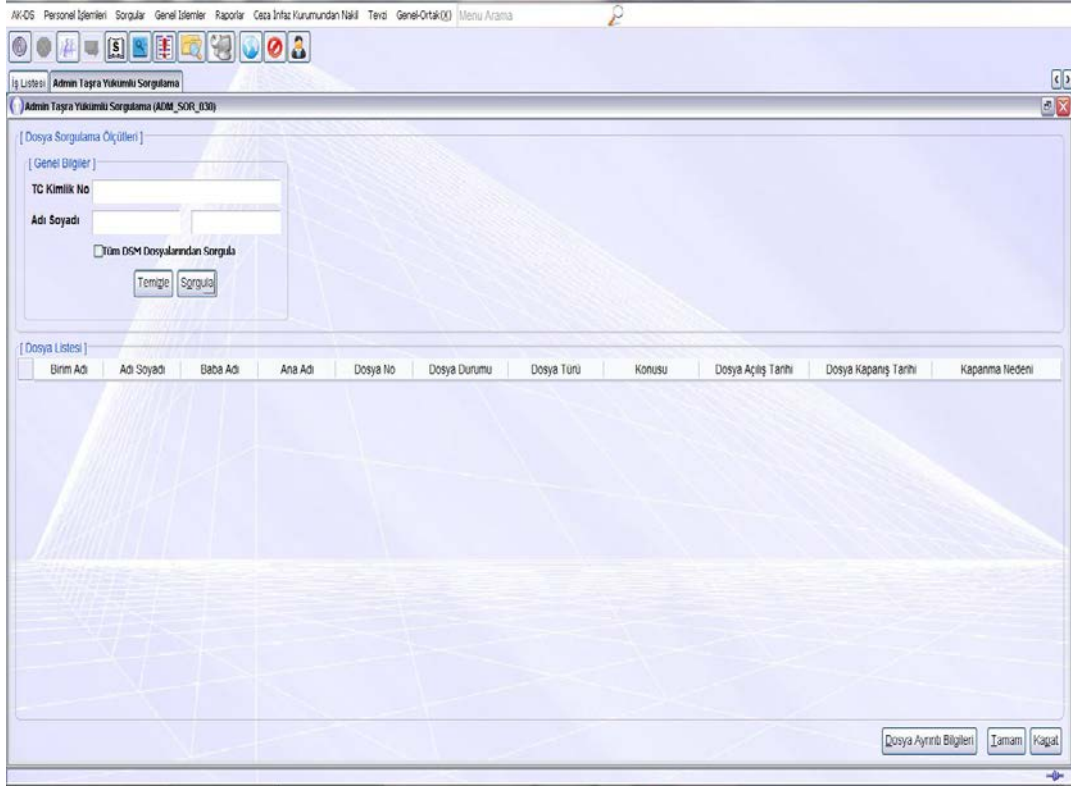 AK-DS Personel İşlemleri Sorgular Genel İşlemler Raporlar Ceza İnfaz Kurumundan Nakil Tevzi Genel-Ortak(X) Menu Arama
İş Listesi Admin Taşra Yükümlü Sorgulama
Admin Taşra Yükümlü Sorgulama (ADM_SOR_030)
[ Dosya Sorgulama Ölçütleri ]
[ Genel Bilgiler ]
TC Kimlik No
Adı Soyadı
Tüm DSM Dosyalarından Sorgula
Temizle Sorgula
[ Dosya Listesi ]
Birim Adı Adı Soyadı Baba Adı Ana Adı Dosya No Dosya Durumu Dosya Türü Konusu Dosya Açılış Tarihi Dosya Kapanış Tarihi Kapanma Nedeni
Dosya Ayrıntı Bilgileri Tamam Kapat